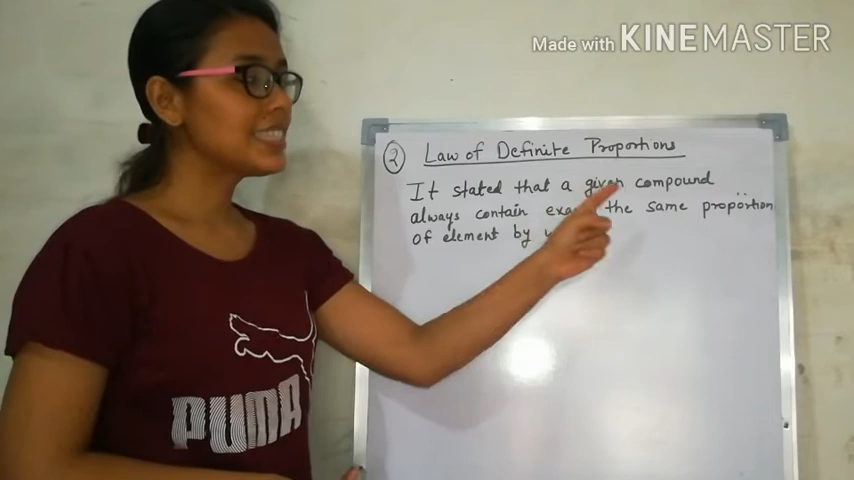 Made with KINEMASTER
2 Law of Definite Proportions
It stated that a given compound
always contain the same proportion
of element by
PUMA